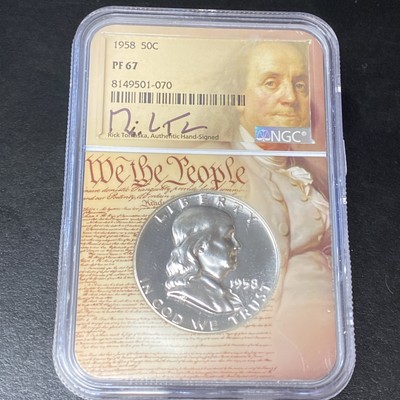 1958 50C
PF 67
8149501-070
Rick Tomaska, Authentic Hand-Signed
NGC®
We the People
LIBERTY
1958
IN GOD WE TRUST